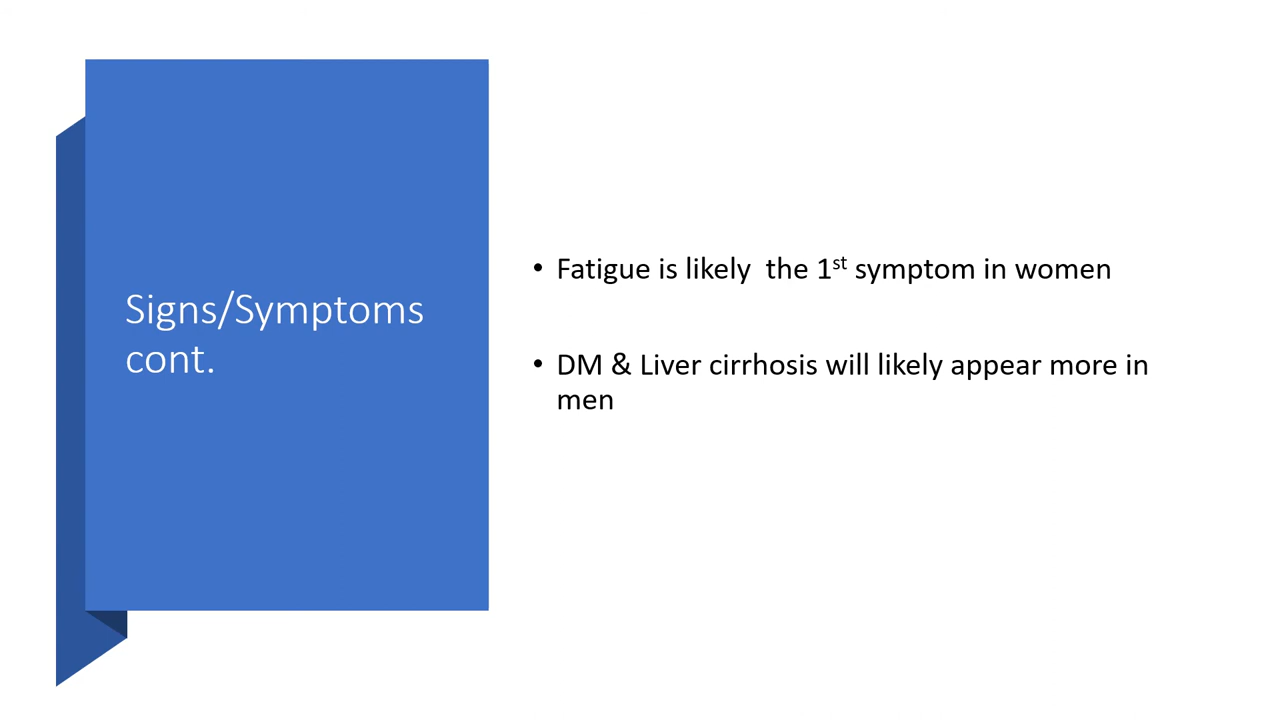 Signs/Symptoms
cont.
• Fatigue is likely  the 1st symptom in women
• DM & Liver cirrhosis will likely appear more in
men